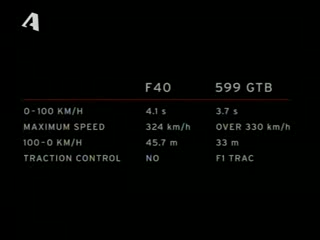 F40 599 GTB
0-100 KM/H 4.1 s 3.7 s
MAXIMUM SPEED 324 km/h OVER 330 km/h
100-0 KM/H 45.7 m 33 m
TRACTION CONTROL NO F1 TRAC